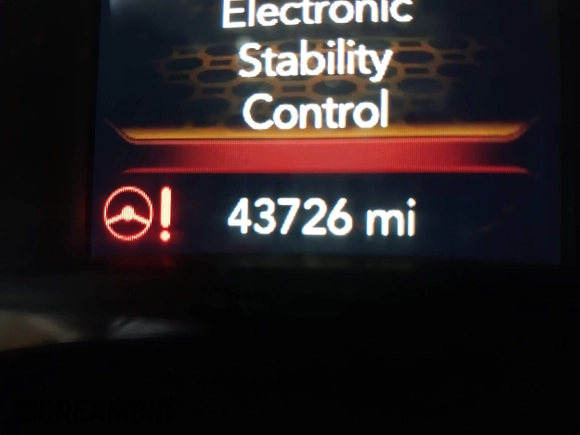 Electronic
Stability
Control
43726 mi